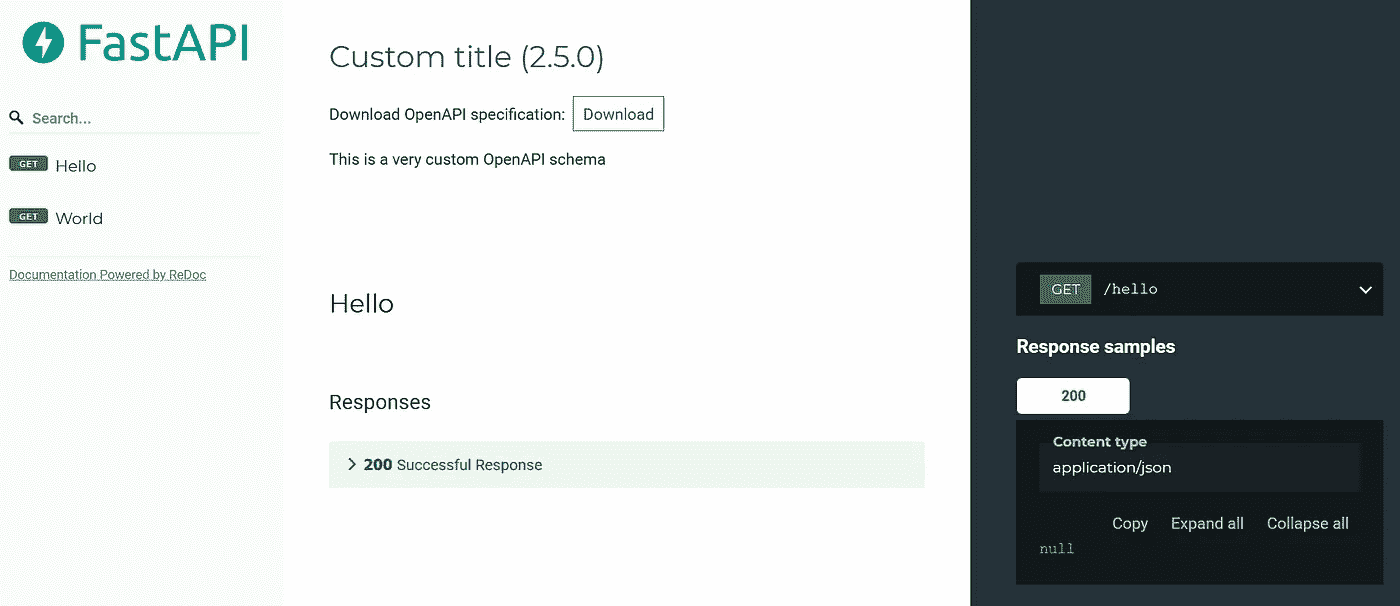 FastAPI
Search...
GET Hello
GET World
Documentation Powered by ReDoc
Custom title (2.5.0)
Download OpenAPI specification: Download
This is a very custom OpenAPI schema
Hello
Responses
200 Successful Response
GET /hello
Response samples
200
Content type
application/json
Copy Expand all Collapse all
null